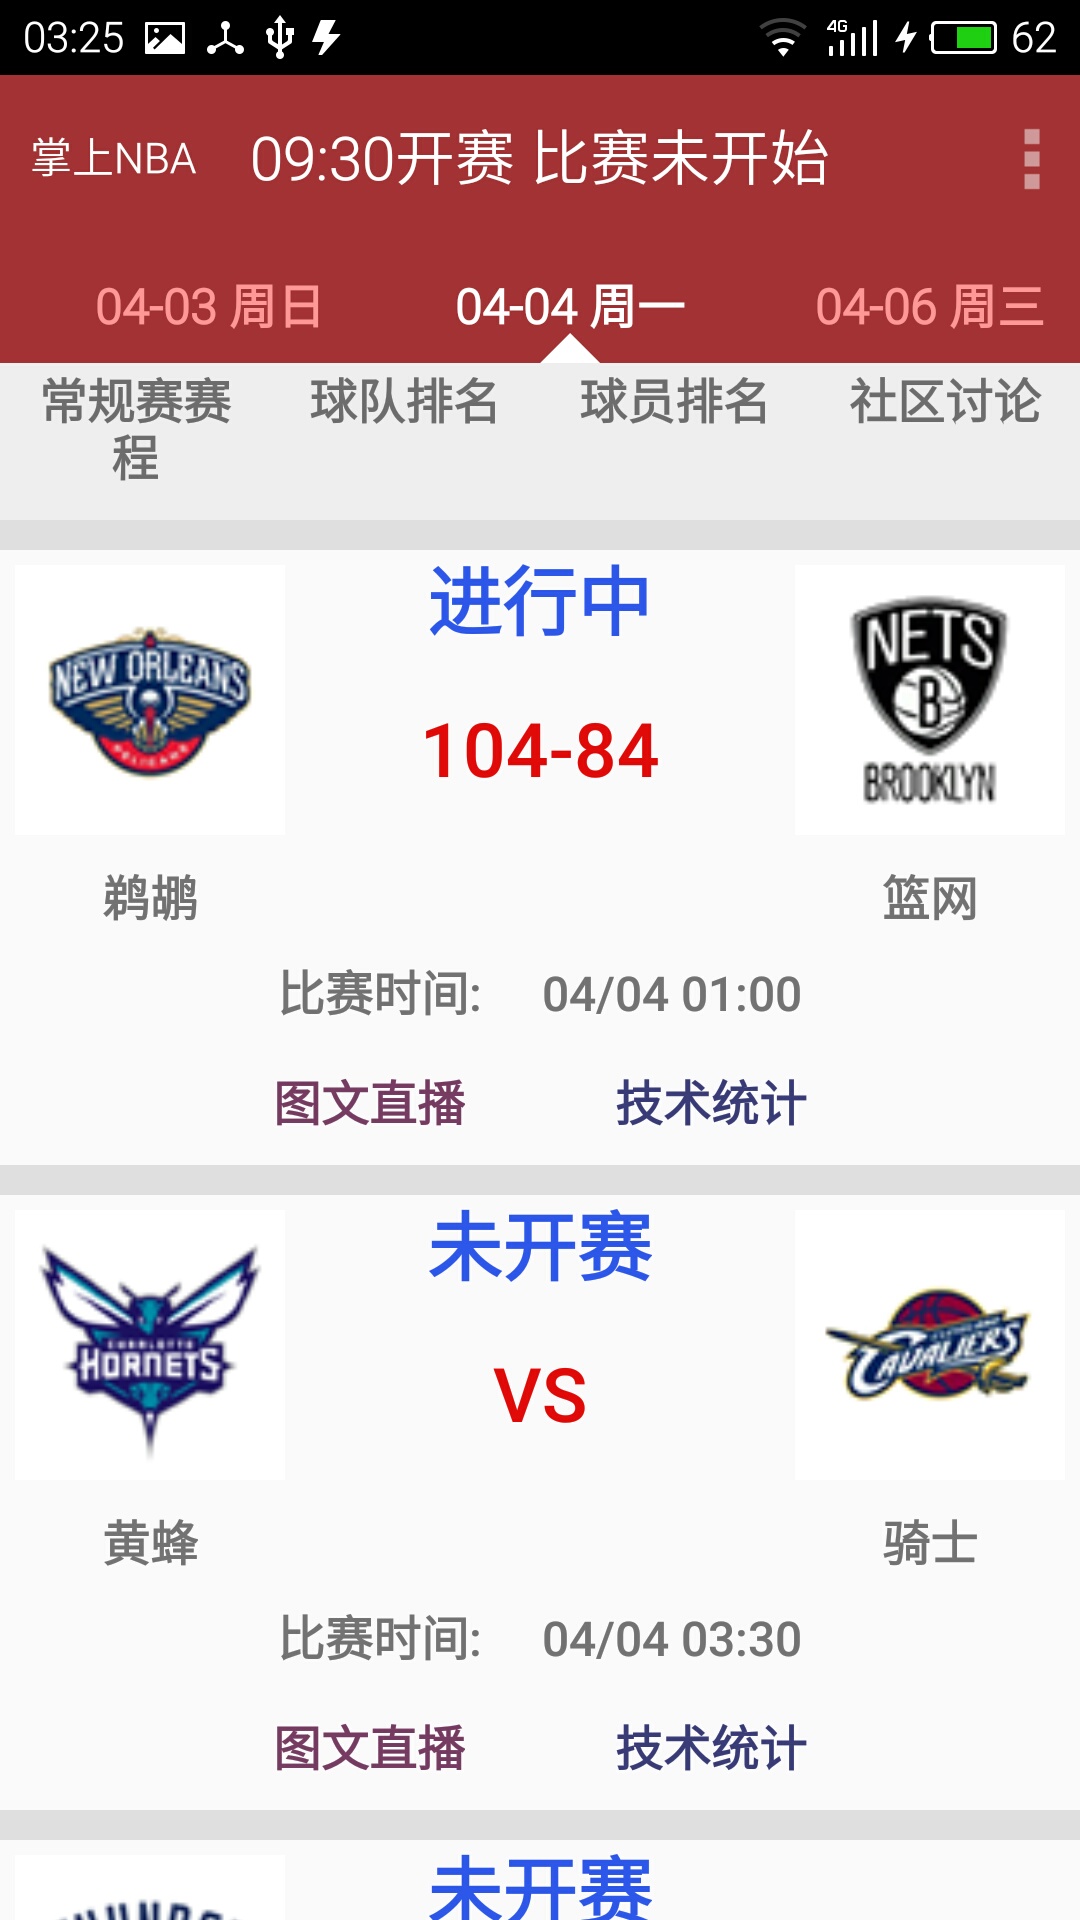 03:25 4G 62
掌上NBA 09:30开赛 比赛未开始
04-03 周日 04-04 周一 04-06 周三
常规赛赛程 球队排名 球员排名 社区讨论
进行中
NEW ORLEANS
PELICANS
NETS
B
BROOKLYN
104-84
鹈鹕 篮网
比赛时间: 04/04 01:00
图文直播 技术统计
未开赛
CHARLOTTE
HORNETS
CAVALIERS
VS
黄蜂 骑士
比赛时间: 04/04 03:30
图文直播 技术统计
未开赛